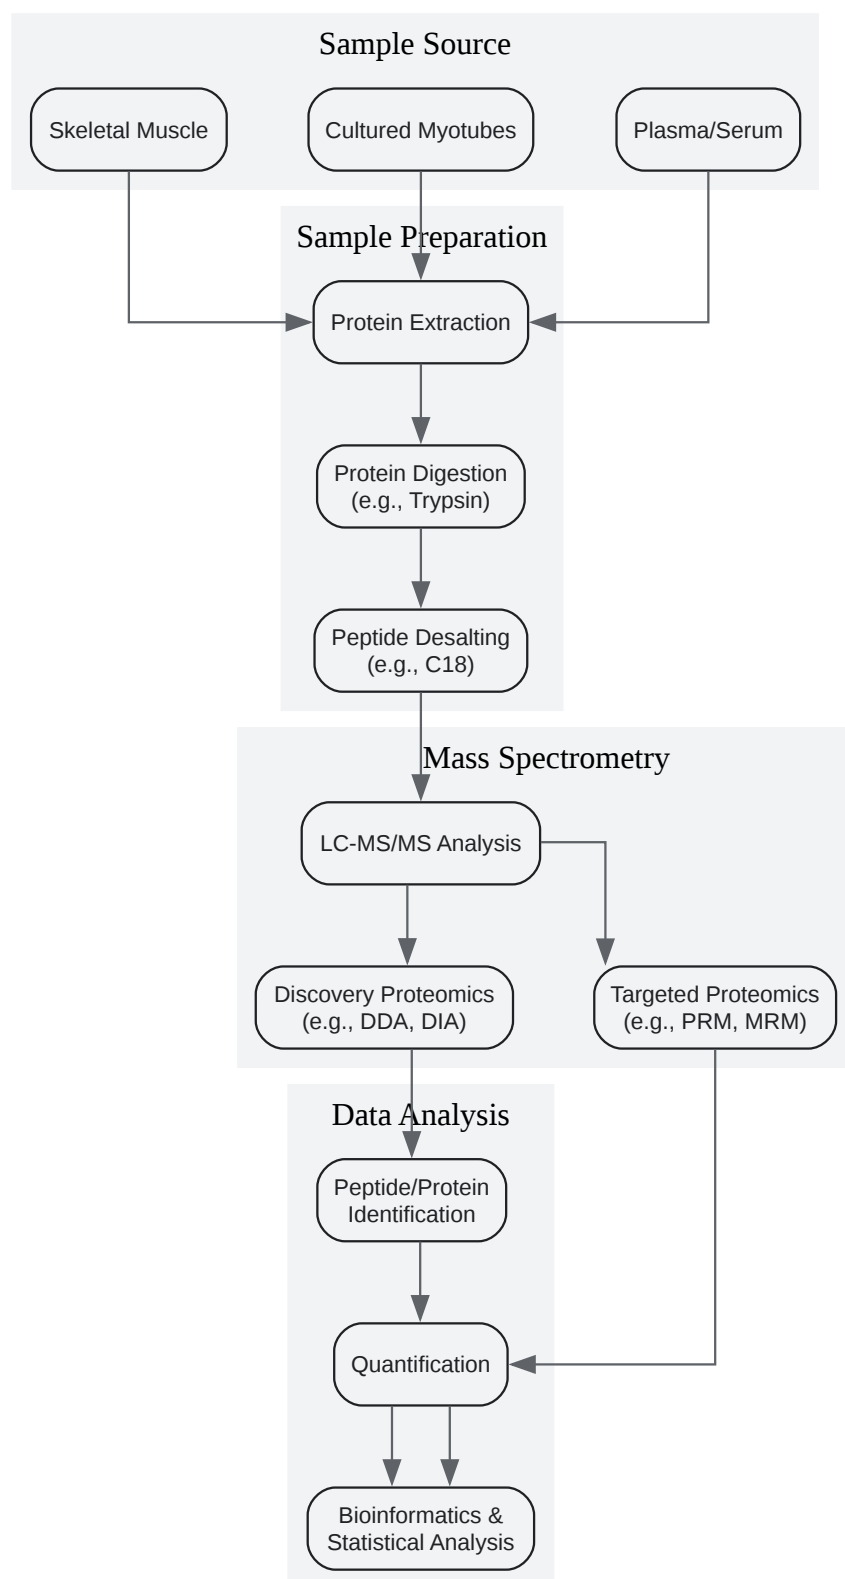 Sample Source
Skeletal Muscle
Cultured Myotubes
Plasma/Serum
Sample Preparation
Protein Extraction
Protein Digestion
(e.g., Trypsin)
Peptide Desalting
(e.g., C18)
Mass Spectrometry
LC-MS/MS Analysis
Discovery Proteomics
(e.g., DDA, DIA)
Targeted Proteomics
(e.g., PRM, MRM)
Data Analysis
Peptide/Protein
Identification
Quantification
Bioinformatics &
Statistical Analysis